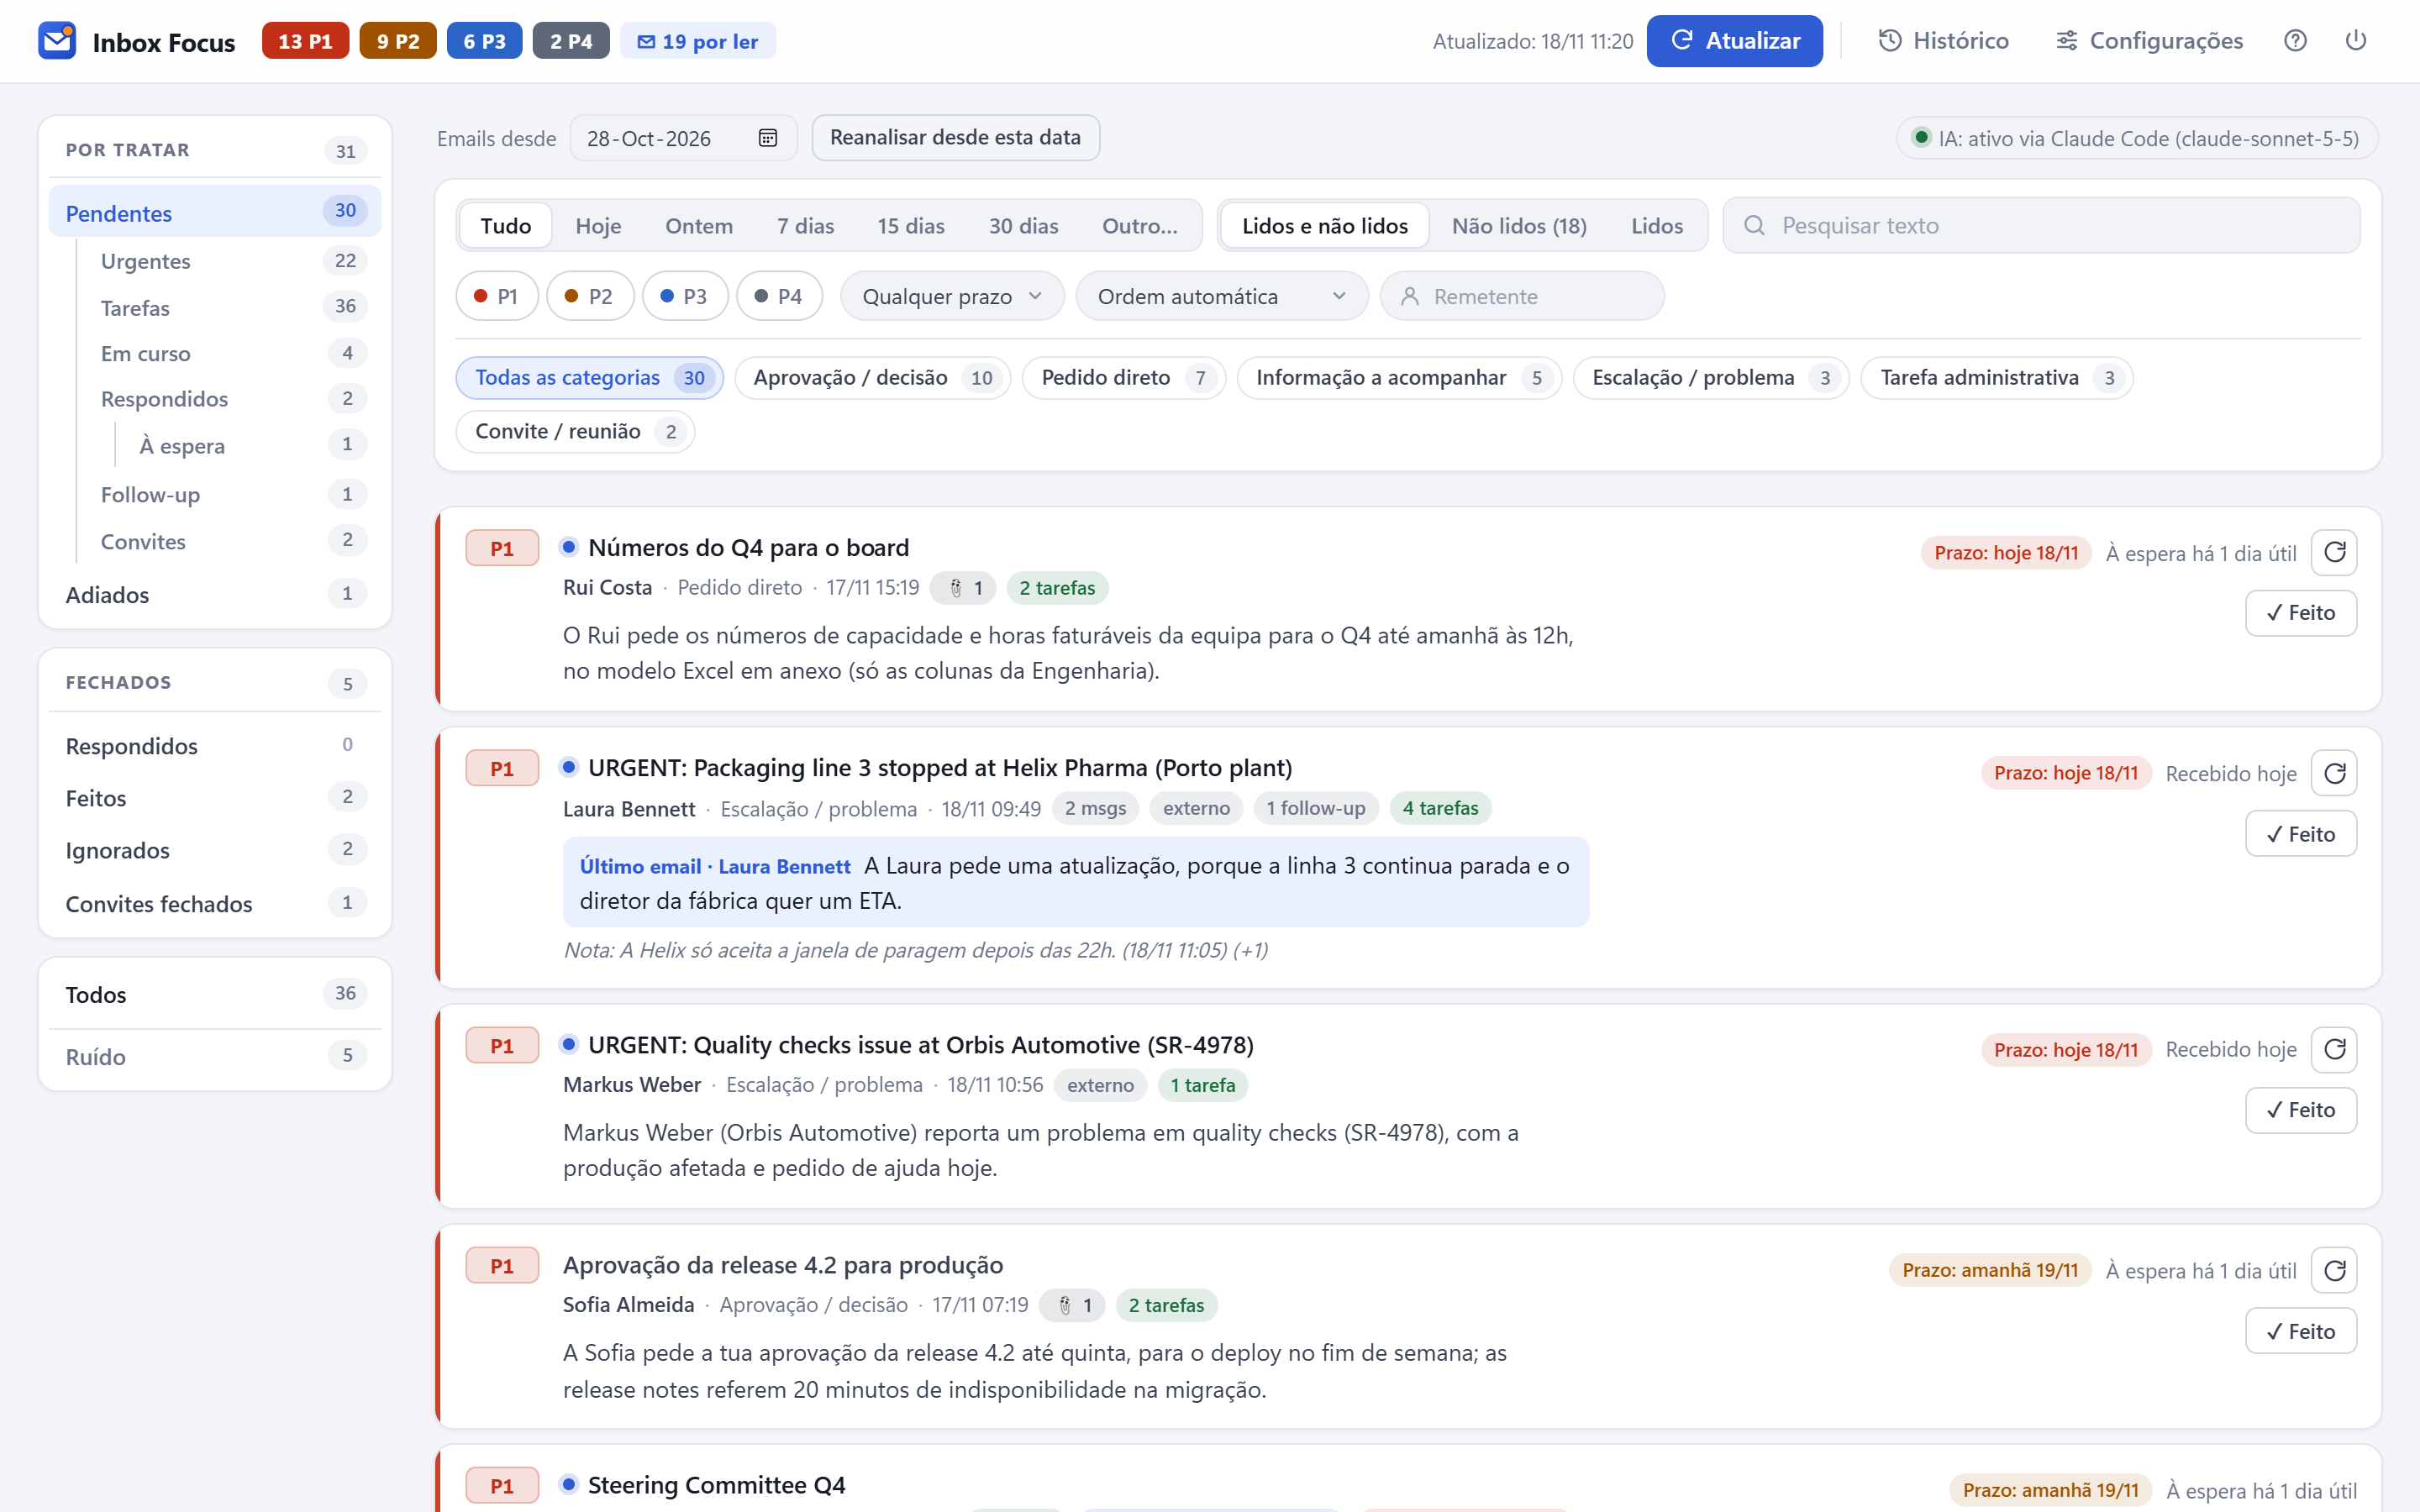 Inbox Focus 13 P1 9 P2 6 P3 2 P4 19 por ler Atualizado: 18/11 11:20 Atualizar Histórico Configurações
POR TRATAR 31
Pendentes 30
Urgentes 22
Tarefas 36
Em curso 4
Respondidos 2
À espera 1
Follow-up 1
Convites 2
Adiados 1
FECHADOS 5
Respondidos 0
Feitos 2
Ignorados 2
Convites fechados 1
Todos 36
Ruído 5
Emails desde 28-Oct-2026 Reanalisar desde esta data IA: ativo via Claude Code (claude-sonnet-5-5)
Tudo Hoje Ontem 7 dias 15 dias 30 dias Outro... Lidos e não lidos Não lidos (18) Lidos Pesquisar texto
P1 P2 P3 P4 Qualquer prazo Ordem automática Remetente
Todas as categorias 30 Aprovação / decisão 10 Pedido direto 7 Informação a acompanhar 5 Escalação / problema 3 Tarefa administrativa 3
Convite / reunião 2
P1 Números do Q4 para o board Prazo: hoje 18/11 À espera há 1 dia útil
Rui Costa · Pedido direto · 17/11 15:19 1 2 tarefas
✓ Feito
O Rui pede os números de capacidade e horas faturáveis da equipa para o Q4 até amanhã às 12h,
no modelo Excel em anexo (só as colunas da Engenharia).
P1 URGENT: Packaging line 3 stopped at Helix Pharma (Porto plant) Prazo: hoje 18/11 Recebido hoje
Laura Bennett · Escalação / problema · 18/11 09:49 2 msgs externo 1 follow-up 4 tarefas
✓ Feito
Último email · Laura Bennett A Laura pede uma atualização, porque a linha 3 continua parada e o
diretor da fábrica quer um ETA.
Nota: A Helix só aceita a janela de paragem depois das 22h. (18/11 11:05) (+1)
P1 URGENT: Quality checks issue at Orbis Automotive (SR-4978) Prazo: hoje 18/11 Recebido hoje
Markus Weber · Escalação / problema · 18/11 10:56 externo 1 tarefa
✓ Feito
Markus Weber (Orbis Automotive) reporta um problema em quality checks (SR-4978), com a
produção afetada e pedido de ajuda hoje.
P1 Aprovação da release 4.2 para produção Prazo: amanhã 19/11 À espera há 1 dia útil
Sofia Almeida · Aprovação / decisão · 17/11 07:19 1 2 tarefas
✓ Feito
A Sofia pede a tua aprovação da release 4.2 até quinta, para o deploy no fim de semana; as
release notes referem 20 minutos de indisponibilidade na migração.
P1 Steering Committee Q4 Prazo: amanhã 19/11 À espera há 1 dia útil